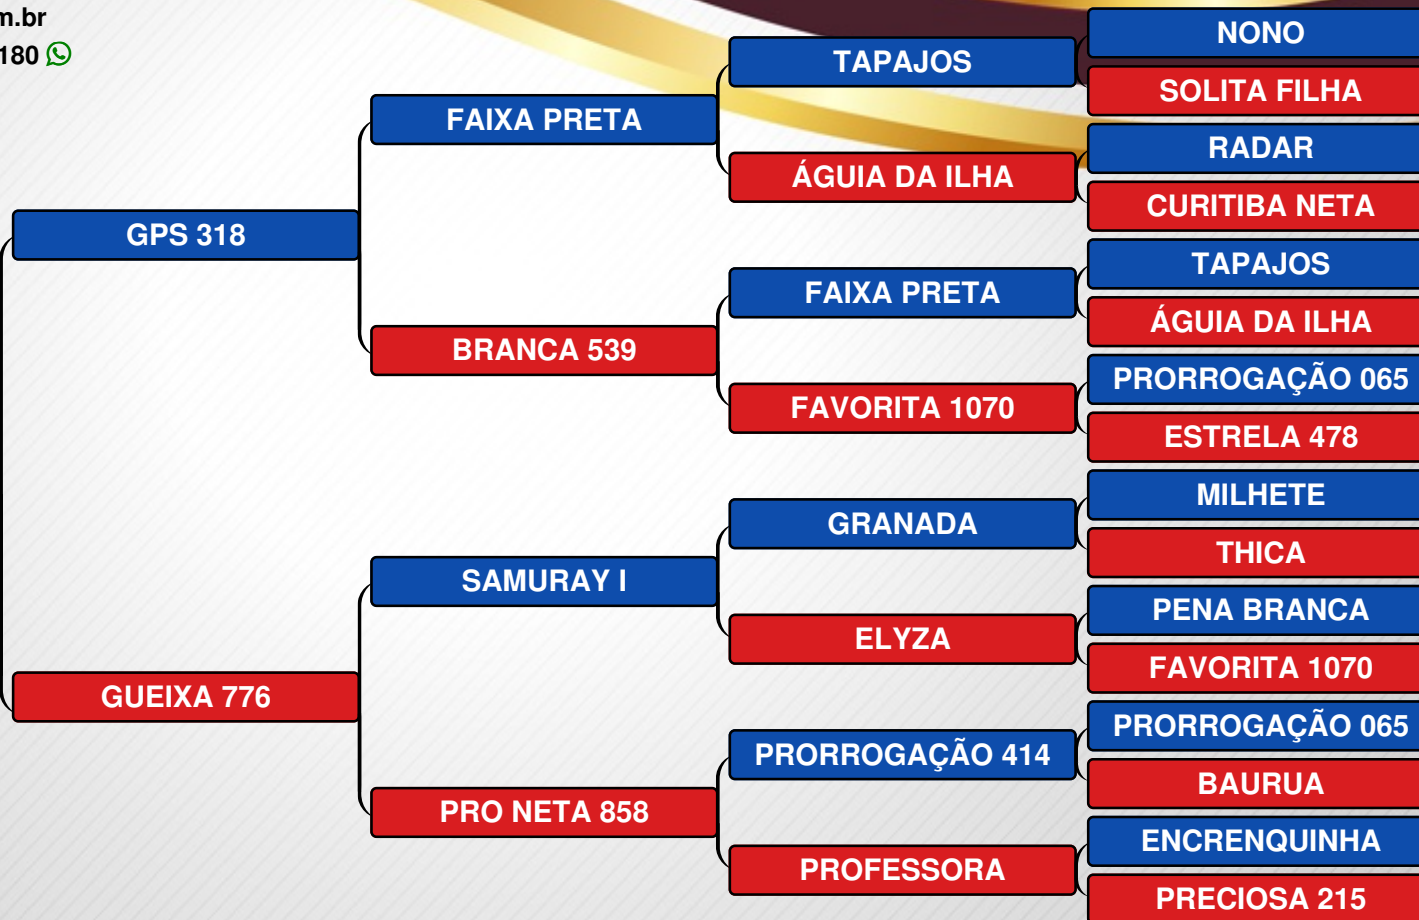 m.br
180
NONO
TAPAJOS
SOLITA FILHA
FAIXA PRETA
RADAR
ÁGUIA DA ILHA
CURITIBA NETA
GPS 318
TAPAJOS
FAIXA PRETA
ÁGUIA DA ILHA
BRANCA 539
PRORROGAÇÃO 065
FAVORITA 1070
ESTRELA 478
MILHETE
GRANADA
THICA
SAMURAY I
PENA BRANCA
ELYZA
FAVORITA 1070
GUEIXA 776
PRORROGAÇÃO 065
PRORROGAÇÃO 414
BAURUA
PRO NETA 858
ENCRENQUINHA
PROFESSORA
PRECIOSA 215